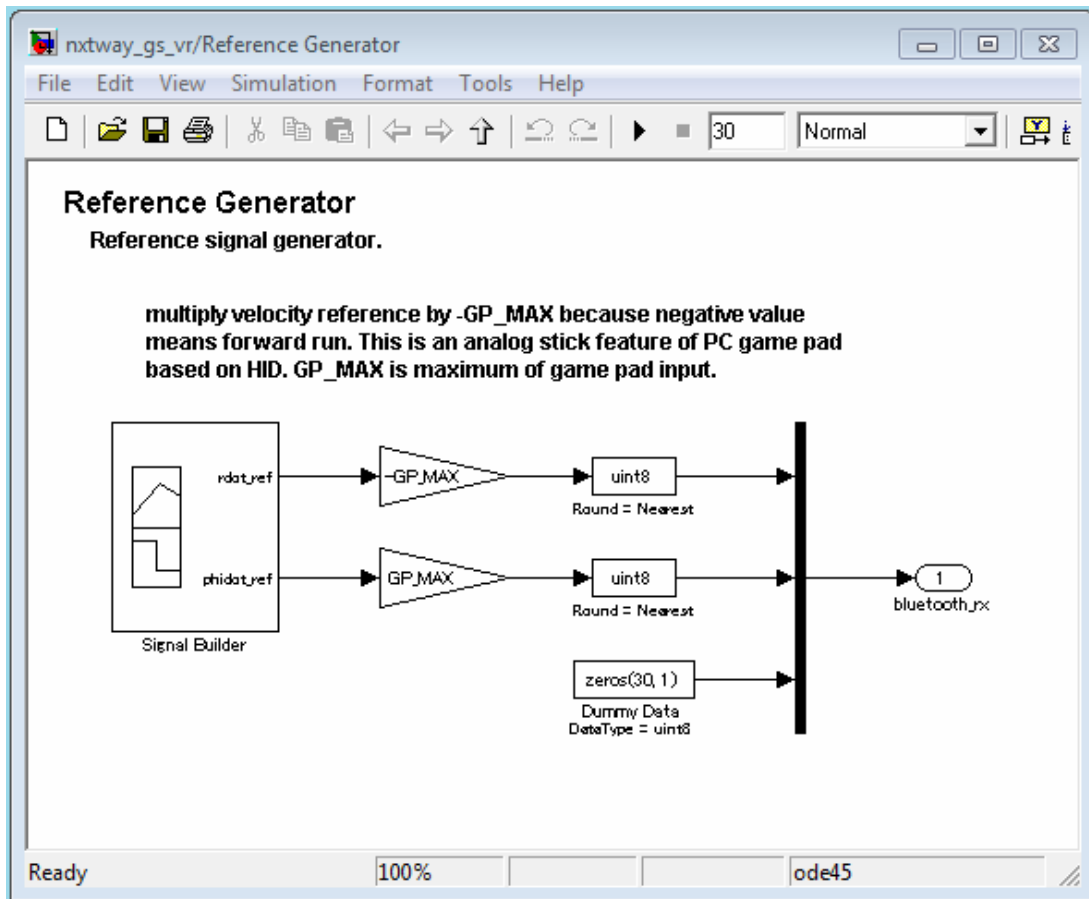 nxtway_gs_vr/Reference Generator
File Edit View Simulation Format Tools Help
30 Normal
Reference Generator
Reference signal generator.
multiply velocity reference by -GP_MAX because negative value
means forward run. This is an analog stick feature of PC game pad
based on HID. GP_MAX is maximum of game pad input.
rdot_ref
-GP_MAX
uint8
Round = Nearest
phidot_ref
GP_MAX
uint8
Round = Nearest
1
bluetooth_rx
Signal Builder
zeros(30,1)
Dummy Data
DataType = uint8
Ready 100% ode45